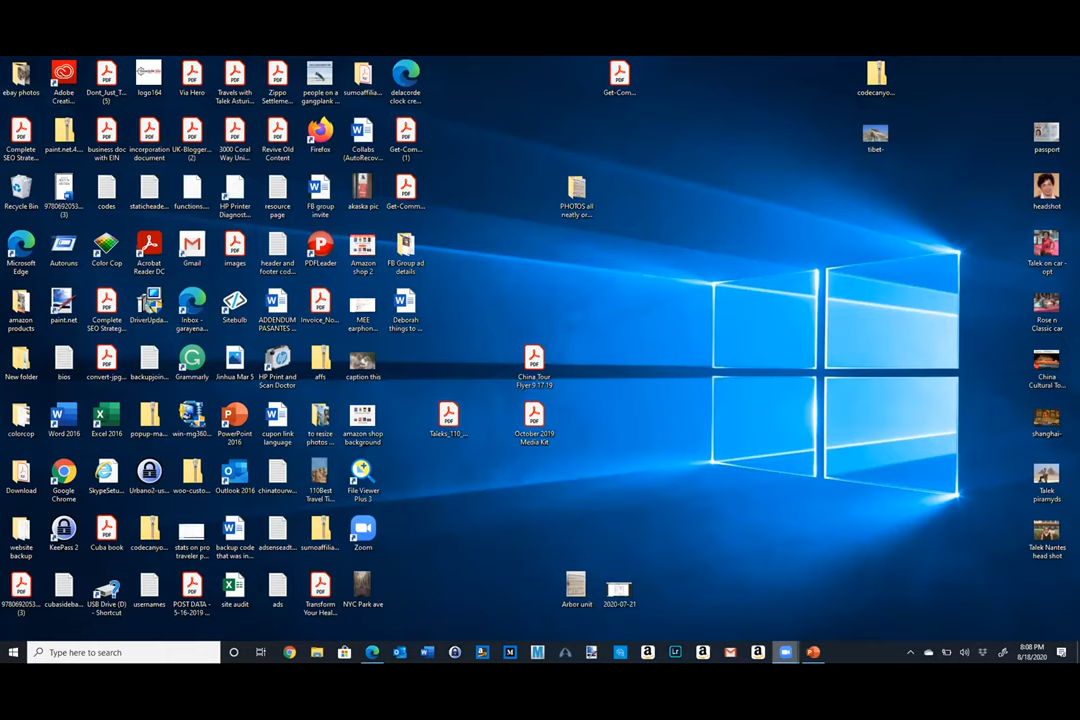 ebay photos
Adobe
Creati...
Dont_Just_T...
(5)
logo164
Via Hero
Travels with
Talek Asturi...
Zippo
Settleme...
people on a
gangplank ...
sumoaffilia...
delacorde
clock cre...
Get-Com...
codecanyo...
Complete
SEO Strate...
paint.net.4....
business doc
with EIN
incorporation
document
UK-Blogger...
(2)
3000 Coral
Way Uni...
Revive Old
Content
Firefox
Collabs
(AutoRecov...
Get-Com...
(1)
tibet-
passport
Recycle Bin
9780692053...
(3)
codes
staticheade...
functions....
HP Printer
Diagnost...
resource
page
FB group
invite
akaska pic
Get-Comm...
PHOTOS all
neatly or...
headshot
Microsoft
Edge
Autoruns
Color Cop
Acrobat
Reader DC
Gmail
images
header and
footer cod...
PDFLeader
Amazon
shop 2
FB Group ad
details
Talek on car -
opt
amazon
products
paint.net
Complete
SEO Strateg...
DriverUpda...
Inbox -
garayena...
Sitebulb
ADDENDUM
PASANTES ...
Invoice_No...
MEE
earphon...
Deborah
things to ...
Rose n
Classic car
New folder
bios
convert-jpg...
backupjoin...
Grammarly
Jinhua Mar 5
HP Print and
Scan Doctor
affs
caption this
China Tour
Flyer 9 17 19
China
Cultural To...
colorcop
Word 2016
Excel 2016
popup-ma...
win-mg360...
PowerPoint
2016
cupon link
language
to resize
photos ...
amazon shop
background
Taleks_110_...
October 2019
Media Kit
shanghai-
Download
Google
Chrome
SkypeSetu...
Urbano2-us...
woo-custo...
Outlook 2016
chinatourw...
110Best
Travel Ti...
File Viewer
Plus 3
Talek
piramyds
website
backup
KeePass 2
Cuba book
codecanyo...
stats on pro
traveler p...
backup code
that was in...
adsenseadt...
sumoaffilia...
Zoom
Talek Nantes
head shot
9780692053...
(3)
cubasideba...
USB Drive (D)
- Shortcut
usernames
POST DATA -
5-16-2019 ...
site audit
ads
Transform
Your Heal...
NYC Park ave
Arbor unit
2020-07-21
Type here to search
8:08 PM
8/18/2020